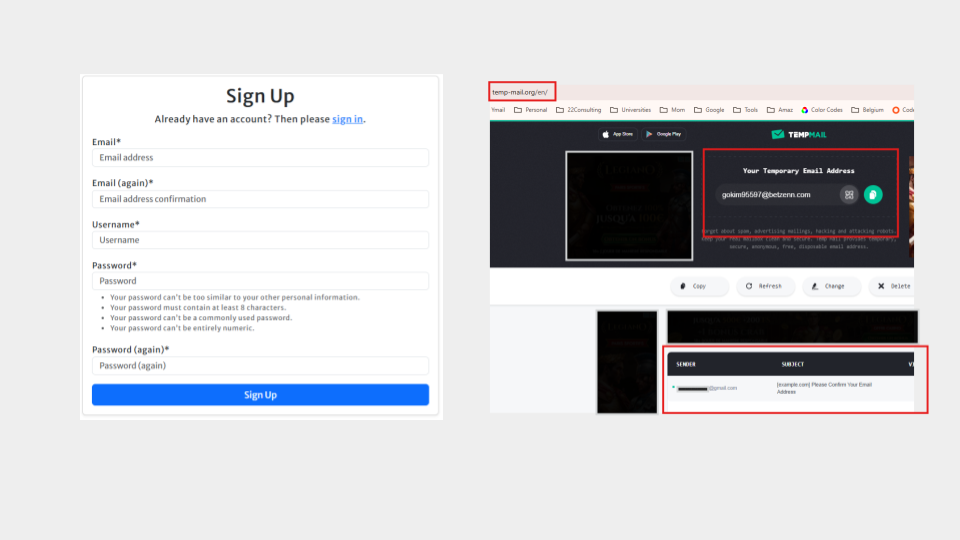 Sign Up
Already have an account? Then please sign in.
Email*
Email address
Email (again)*
Email address confirmation
Username*
Username
Password*
Password
• Your password can't be too similar to your other personal information.
• Your password must contain at least 8 characters.
• Your password can't be a commonly used password.
• Your password can't be entirely numeric.
Password (again)*
Password (again)
Sign Up
temp-mail.org/en/
Ymail Personal 22Consulting Universities Mom Google Tools Amaz Color Codes Belgium Cod
App Store Google Play TEMPMAIL
Your Temporary Email Address
gokim95597@betzenn.com
Forget about spam, advertising mailings, hacking and attacking robots.
Keep your real mailbox clean and secure. Temp Mail provides temporary,
secure, anonymous, free, disposable email address.
Copy Refresh Change Delete
SENDER SUBJECT VI
@gmail.com [example.com] Please Confirm Your Email
Address